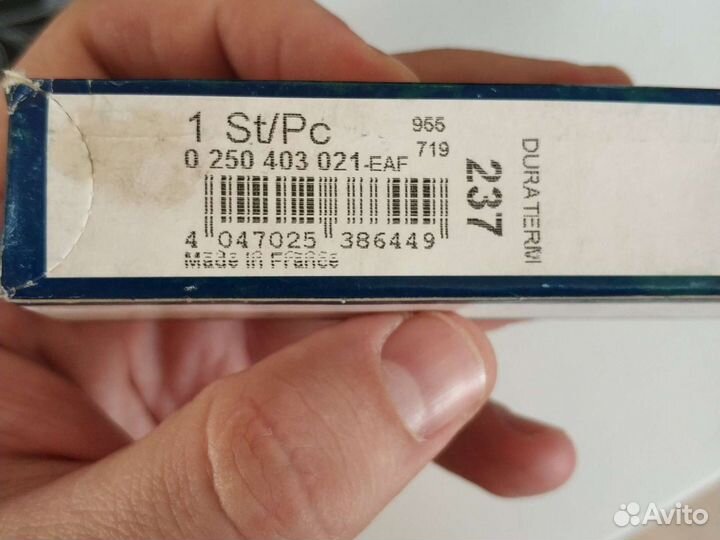 1 St/Pc
955
719
0 250 403 021-EAF
4 047025 386449
Made in France
237
DURATERM
Avito